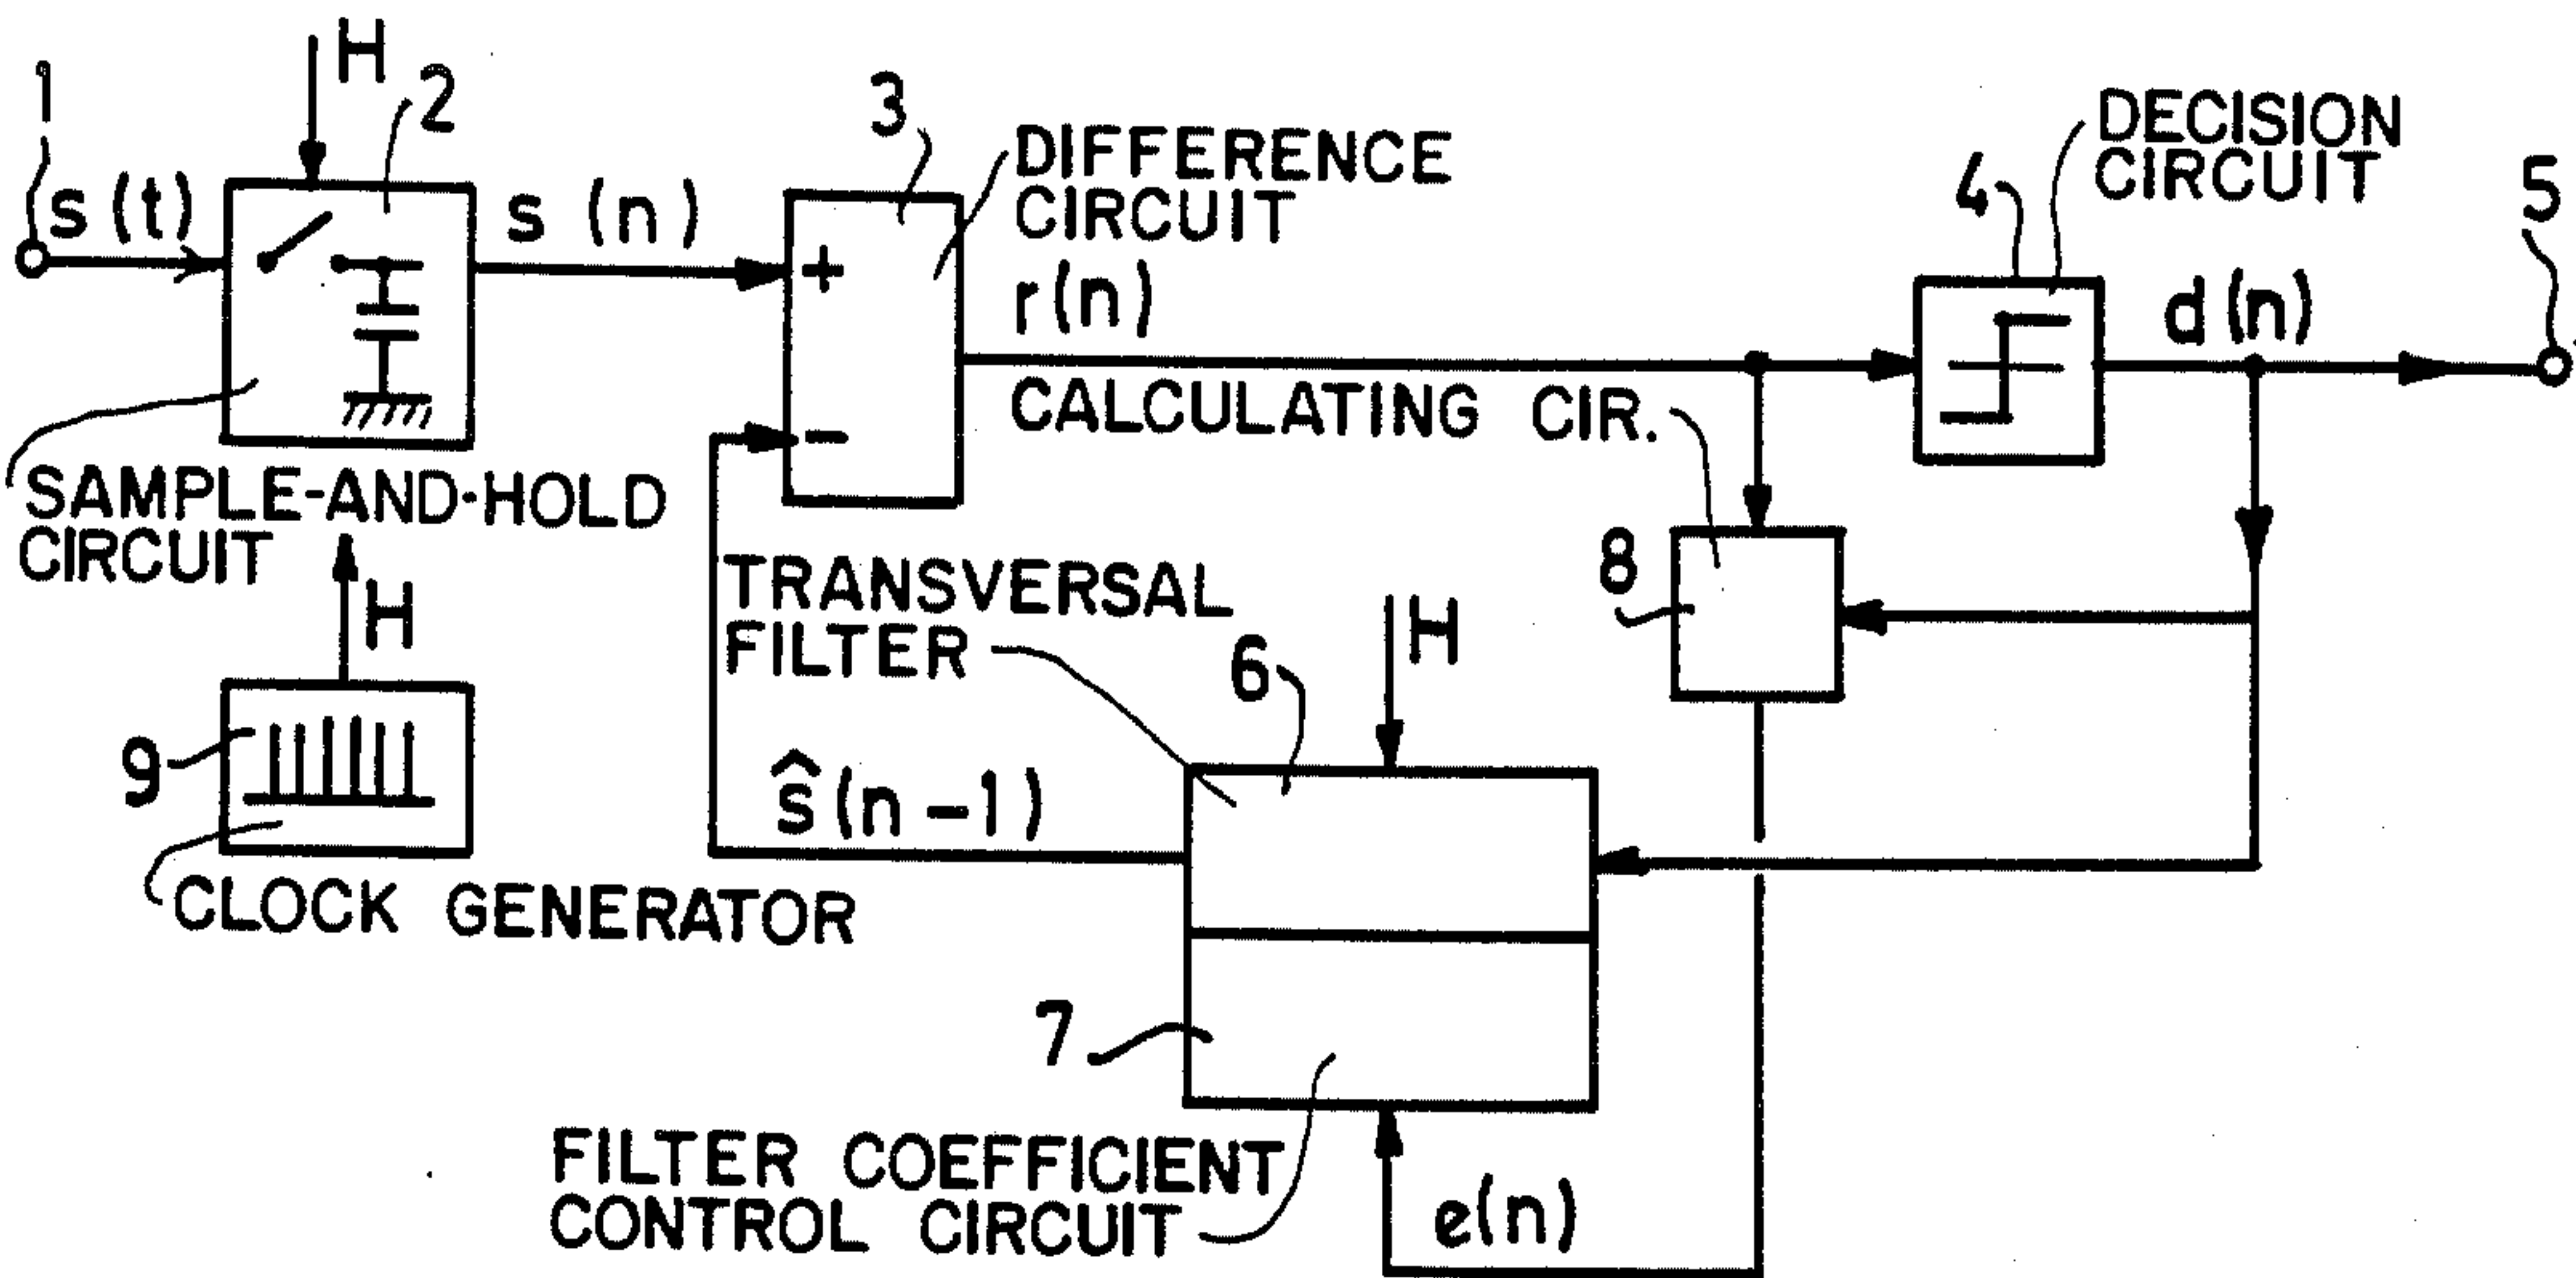 1
H
2
s(t)
s (n)
3
DIFFERENCE
CIRCUIT
r(n)
+
-
4
DECISION
CIRCUIT
d(n)
5
CALCULATING CIR.
SAMPLE-AND-HOLD
CIRCUIT
H
9
CLOCK GENERATOR
TRANSVERSAL
FILTER
6
H
8
ŝ(n-1)
7
FILTER COEFFICIENT
CONTROL CIRCUIT
e(n)